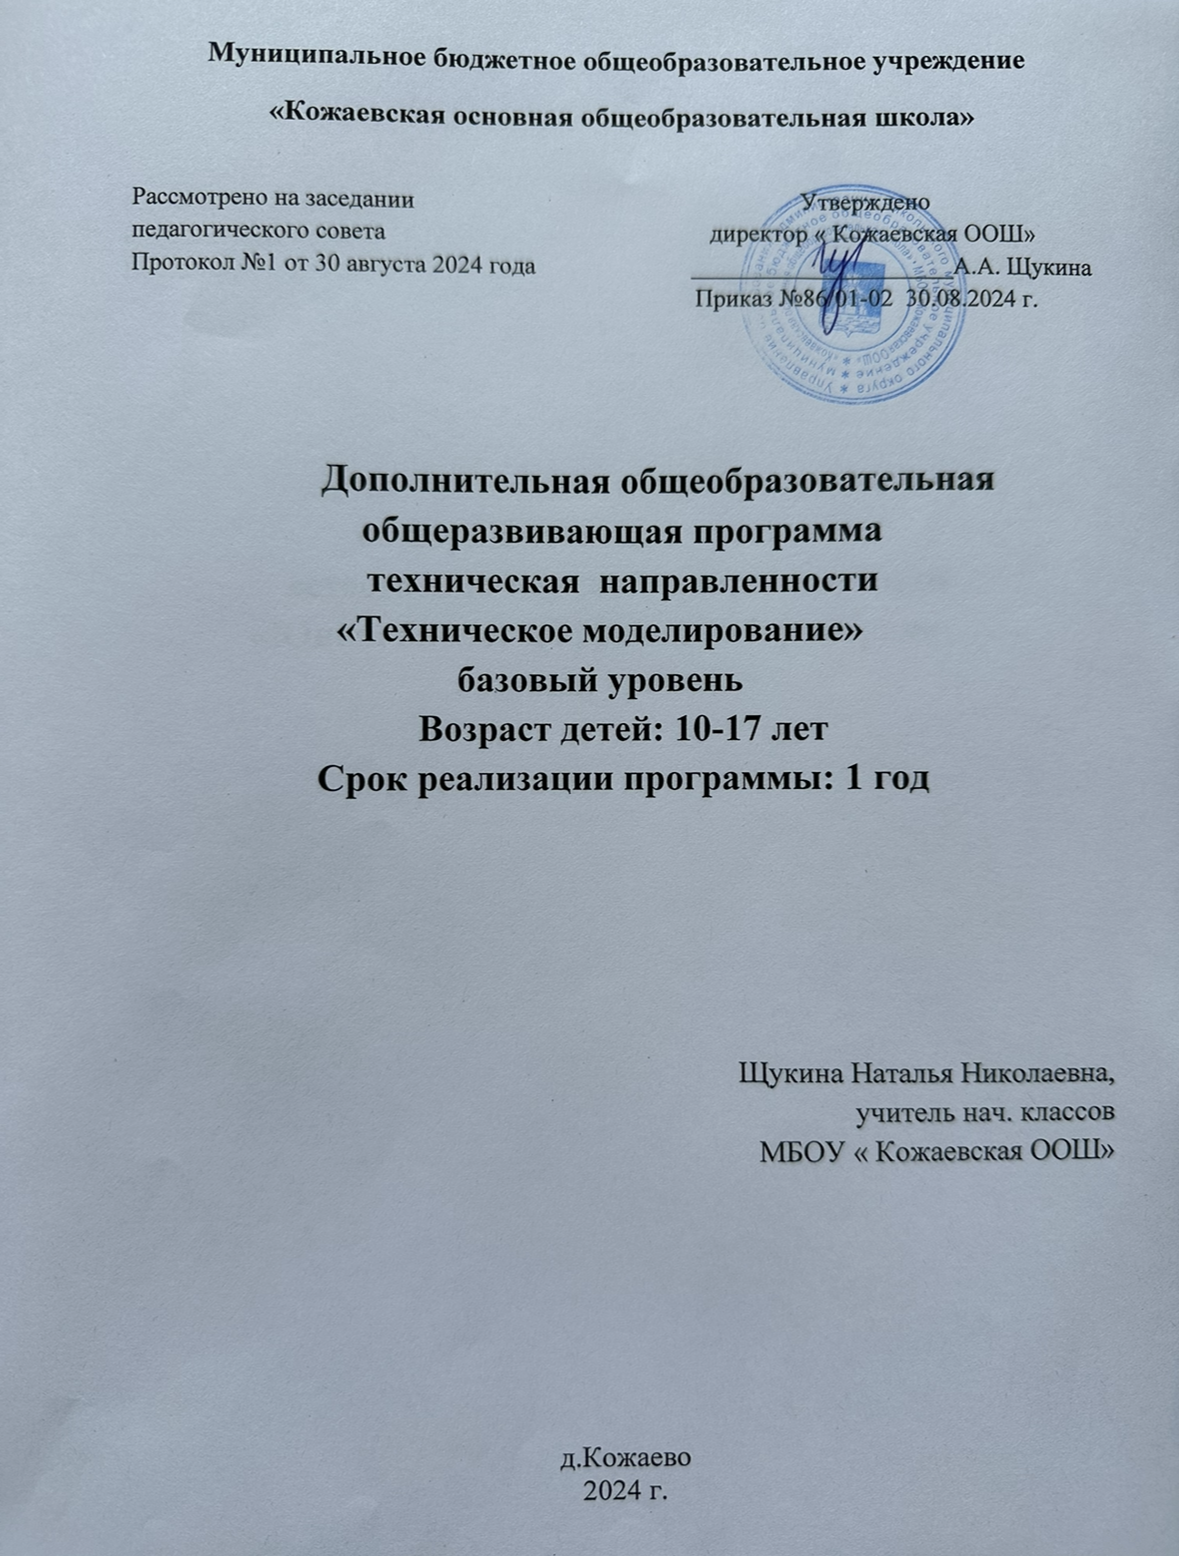 Муниципальное бюджетное общеобразовательное учреждение
«Кожаевская основная общеобразовательная школа»
Рассмотрено на заседании
педагогического совета
Протокол №1 от 30 августа 2024 года
Утверждено
директор « Кожаевская ООШ»
А.А. Щукина
Приказ №86/01-02 30.08.2024 г.
Дополнительная общеобразовательная
общеразвивающая программа
техническая направленности
«Техническое моделирование»
базовый уровень
Возраст детей: 10-17 лет
Срок реализации программы: 1 год
Щукина Наталья Николаевна,
учитель нач. классов
МБОУ « Кожаевская ООШ»
д.Кожаево
2024 г.